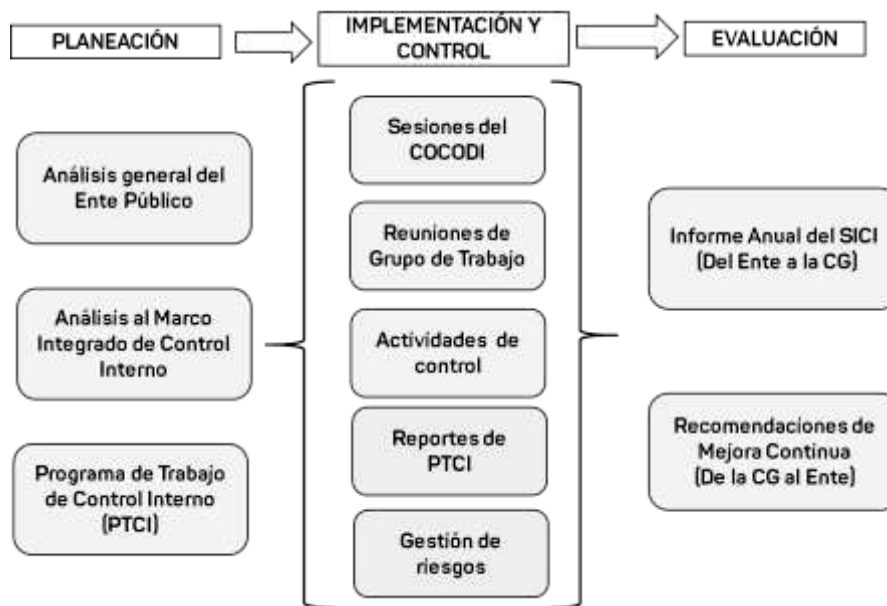 PLANEACIÓN
IMPLEMENTACIÓN Y
CONTROL
EVALUACIÓN
Análisis general del
Ente Público
Análisis al Marco
Integrado de Control
Interno
Programa de Trabajo
de Control Interno
(PTCI)
Sesiones del
COCODI
Reuniones de
Grupo de Trabajo
Actividades de
control
Reportes de
PTCI
Gestión de
riesgos
Informe Anual del SICI
(Del Ente a la CG)
Recomendaciones de
Mejora Continua
(De la CG al Ente)